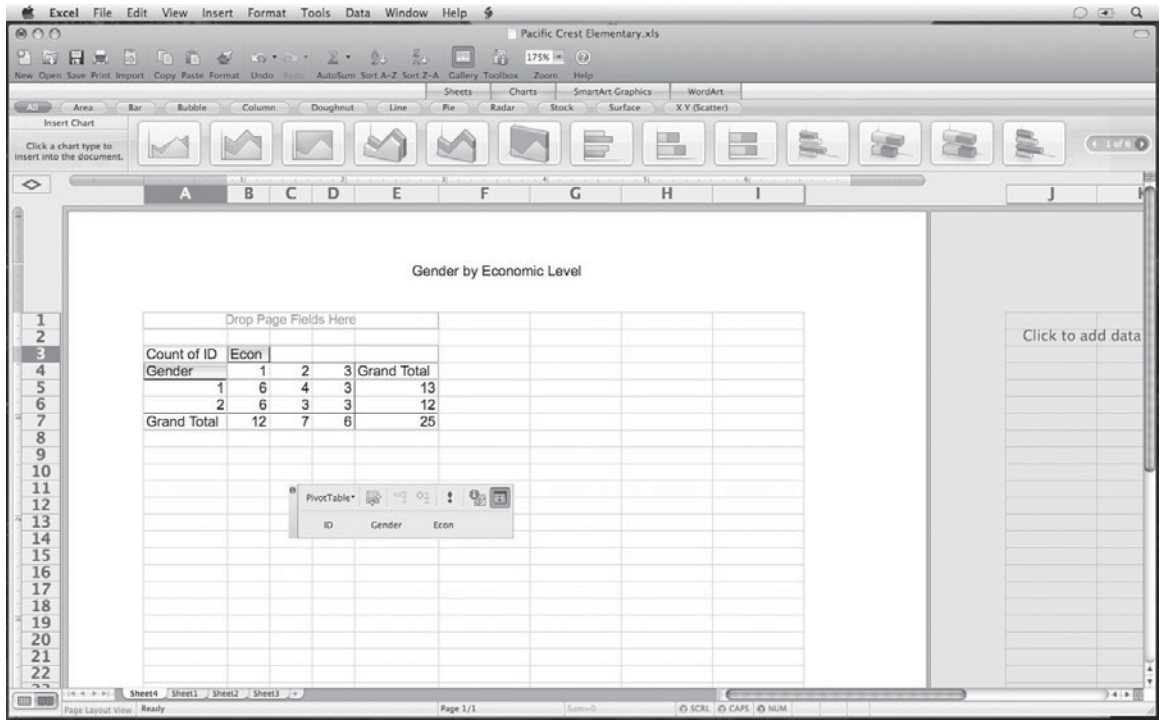 Excel File Edit View Insert Format Tools Data Window Help
Pacific Crest Elementary.xls
175%
New Open Save Print Import Copy Paste Format Undo Redo AutoSum Sort A-Z Sort Z-A Gallery Toolbox Zoom Help
Sheets Charts SmartArt Graphics WordArt
All Area Bar Bubble Column Doughnut Line Pie Radar Stock Surface X Y (Scatter)
Insert Chart
Click a chart type to
insert into the document.
1 of 6
A B C D E F G H I J K
Gender by Economic Level
1 Drop Page Fields Here
2 Click to add data
3 Count of ID Econ
4 Gender 1 2 3 Grand Total
5 1 6 4 3 13
6 2 6 3 3 12
7 Grand Total 12 7 6 25
8
9
10
11
12
13
14
15
16
17
18
19
20
21
22
23
PivotTable
ID Gender Econ
Sheet4 Sheet1 Sheet2 Sheet3 +
Page Layout View Ready Page 1/1 Sum=0 SCRL CAPS NUM